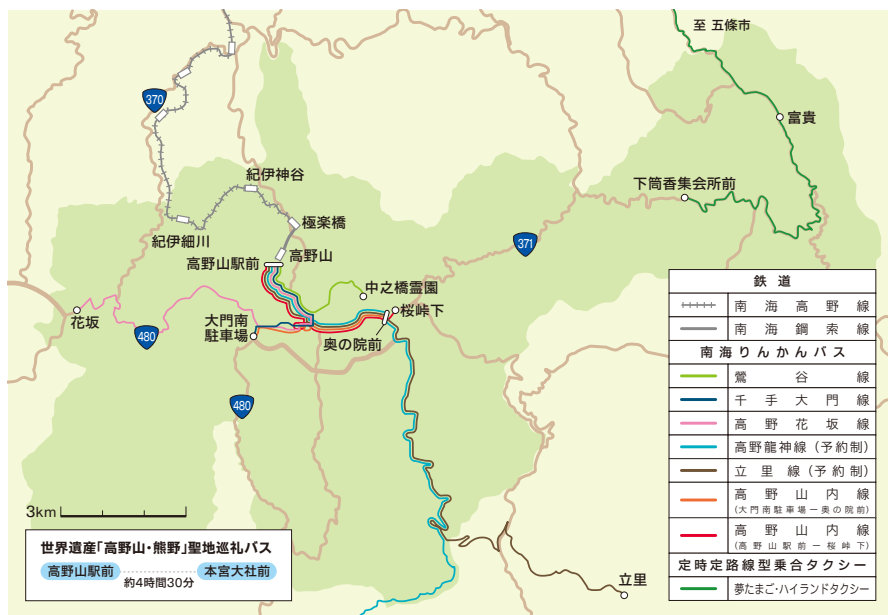 至 五條市
370
富貴
紀伊神谷
下筒香集会所前
極楽橋
紀伊細川
371
高野山
高野山駅前
中之橋霊園
桜峠下
花坂
大門南
駐車場
480
奥の院前
480
3km
立里
世界遺産「高野山・熊野」聖地巡礼バス
高野山駅前 本宮大社前
約4時間30分
鉄道
南海高野線
南海鋼索線
南海りんかんバス
鶯谷線
千手大門線
高野花坂線
高野龍神線(予約制)
立里線(予約制)
高野山内線
(大門南駐車場ー奥の院前)
高野山内線
(高野山駅前ー桜峠下)
定時定路線型乗合タクシー
夢たまご・ハイランドタクシー